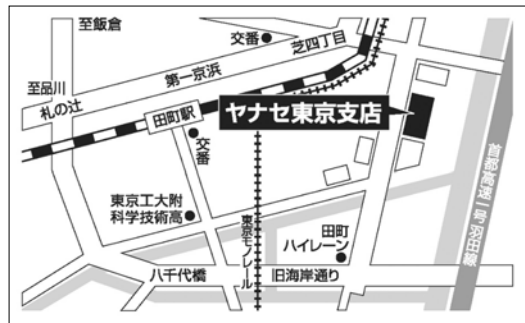 至飯倉
交番
芝四丁目
第一京浜
至品川
札の辻
田町駅
ヤナセ東京支店
交番
東京工大附
科学技術高
東京モノレール
田町
ハイレーン
首都高速一号羽田線
八千代橋
旧海岸通り